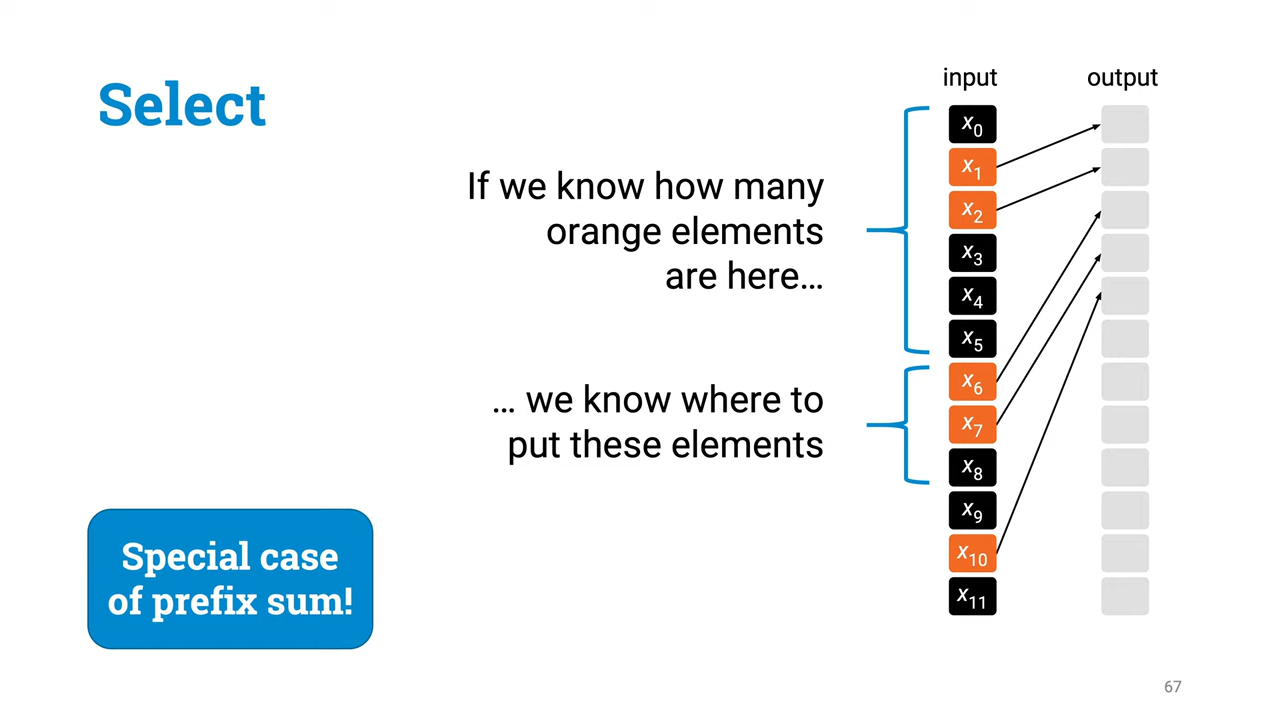 Select
If we know how many
orange elements
are here…
… we know where to
put these elements
Special case
of prefix sum!
input
output
x0
x1
x2
x3
x4
x5
x6
x7
x8
x9
x10
x11
67